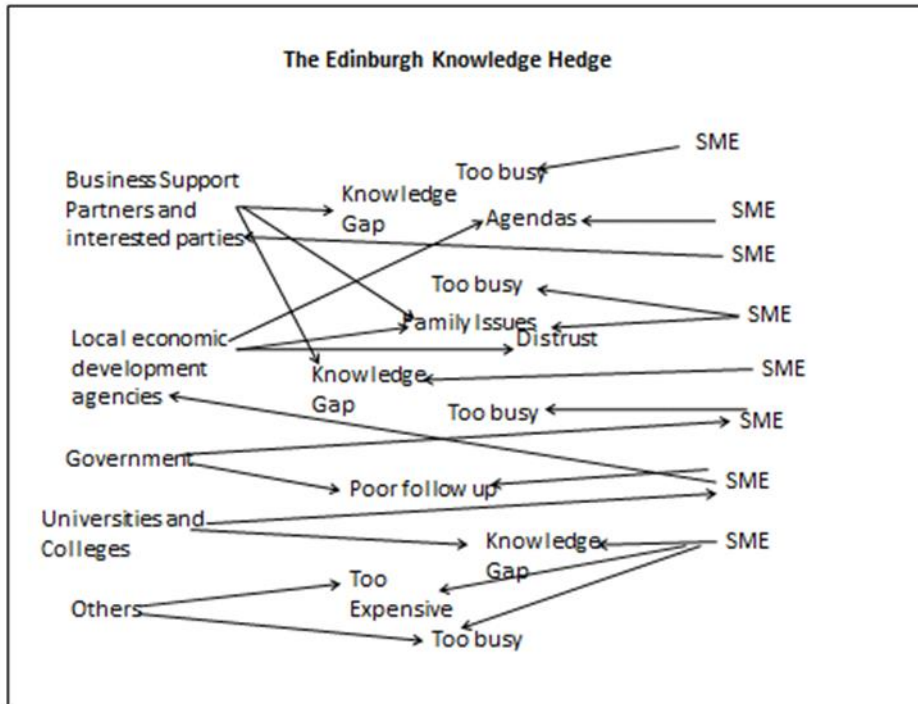 The Edinburgh Knowledge Hedge
SME
Too busy
Business Support
Partners and
interested parties
Knowledge
Gap
Agendas
SME
SME
Too busy
SME
Family Issues
Distrust
Local economic
development
agencies
Knowledge
Gap
SME
Too busy
SME
Government
Poor follow up
SME
Universities and
Colleges
Knowledge
Gap
SME
Too
Expensive
Others
Too busy